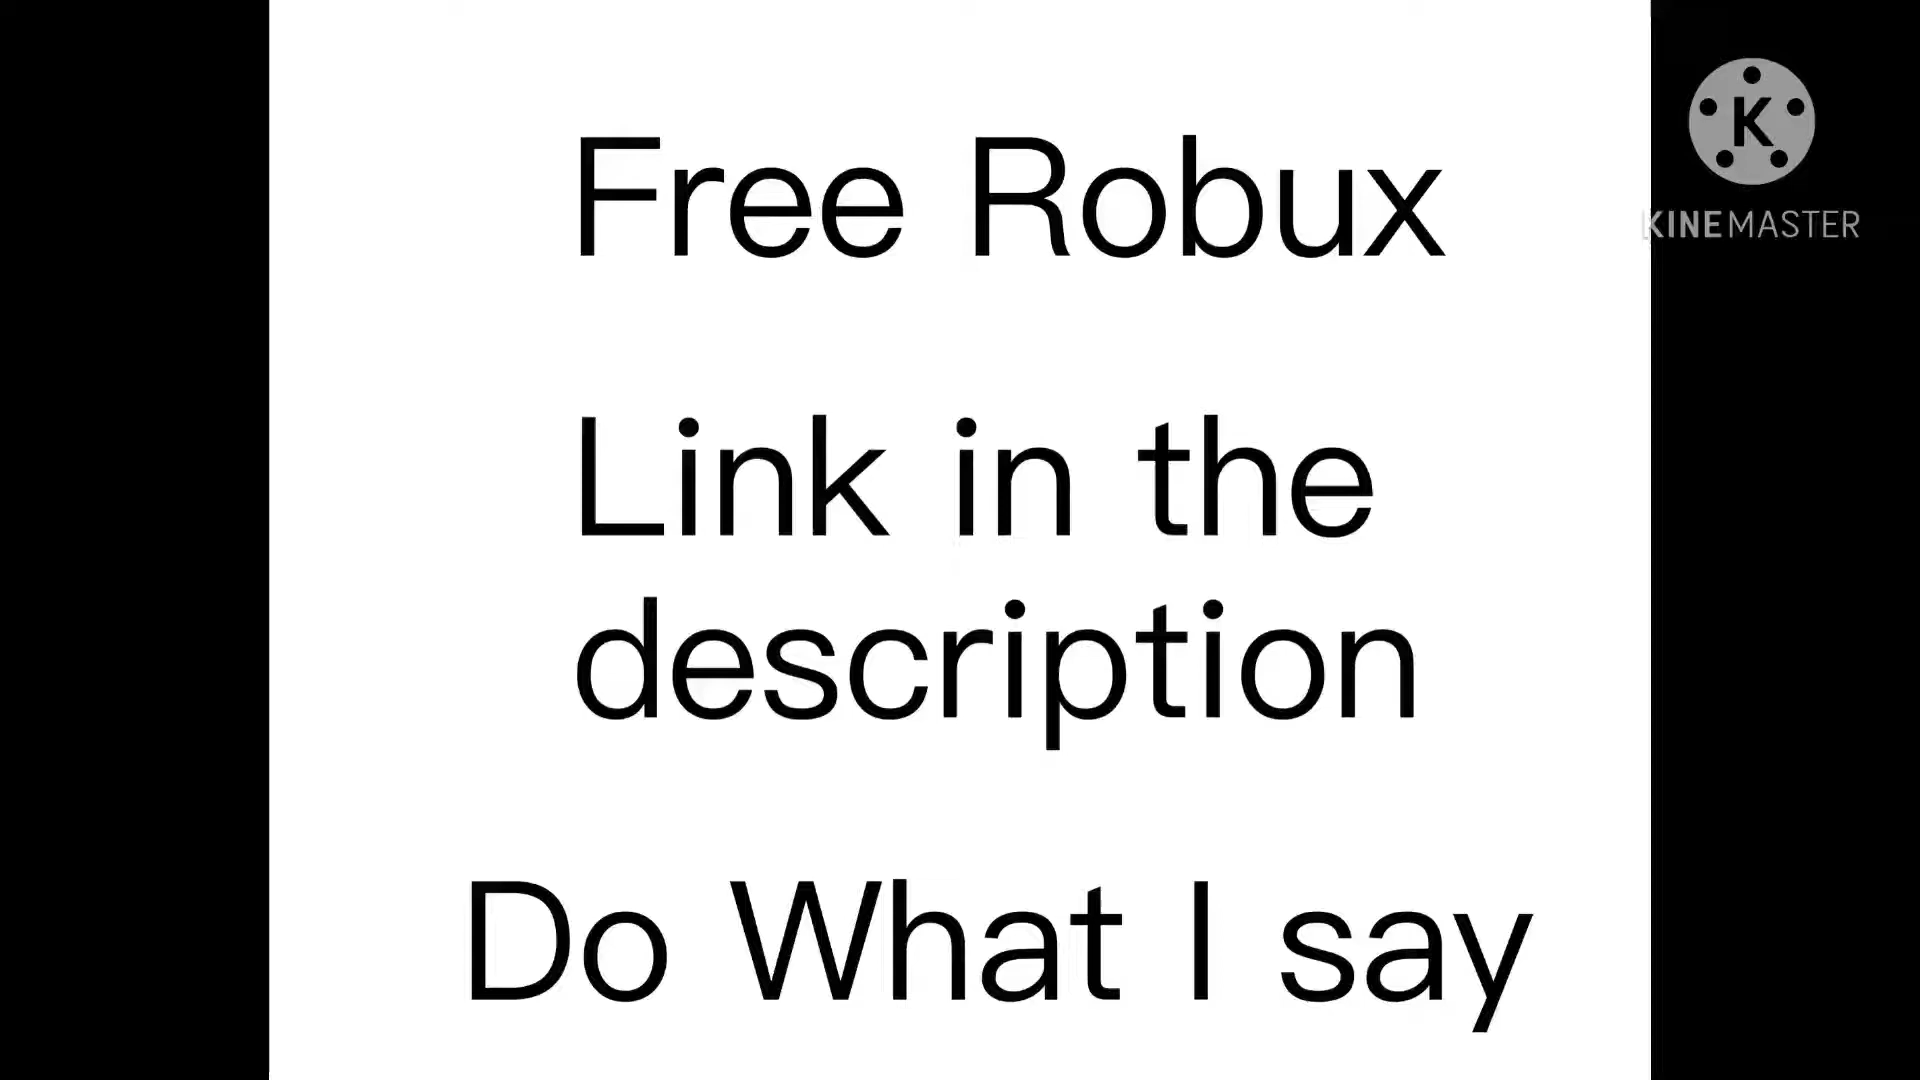 Free Robux
Link in the
description
Do What I say
K
KINEMASTER